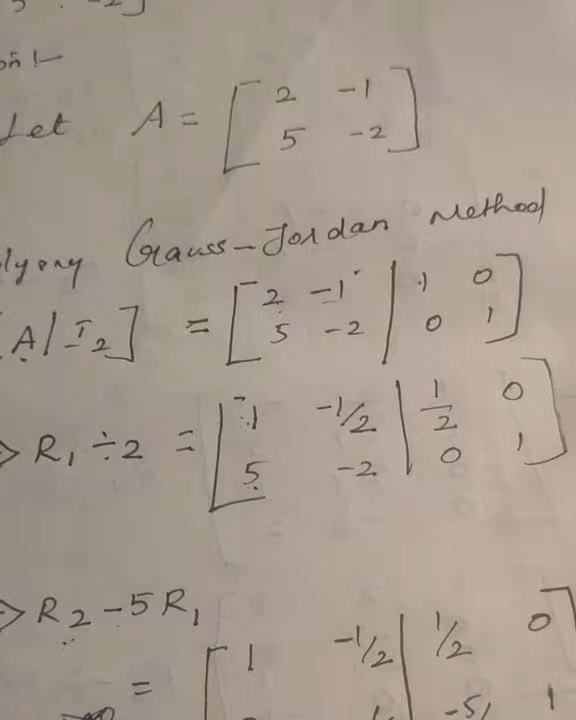 Let A = [ 2 -1
5 -2 ]
Gauss-Jordan Method
[A | I2] = [ 2 -1 | 1 0
5 -2 | 0 1 ]
R1 ÷ 2 = [ 1 -1/2 | 1/2 0
5 -2 | 0 1 ]
R2 - 5R1
= [ 1 -1/2 | 1/2 0